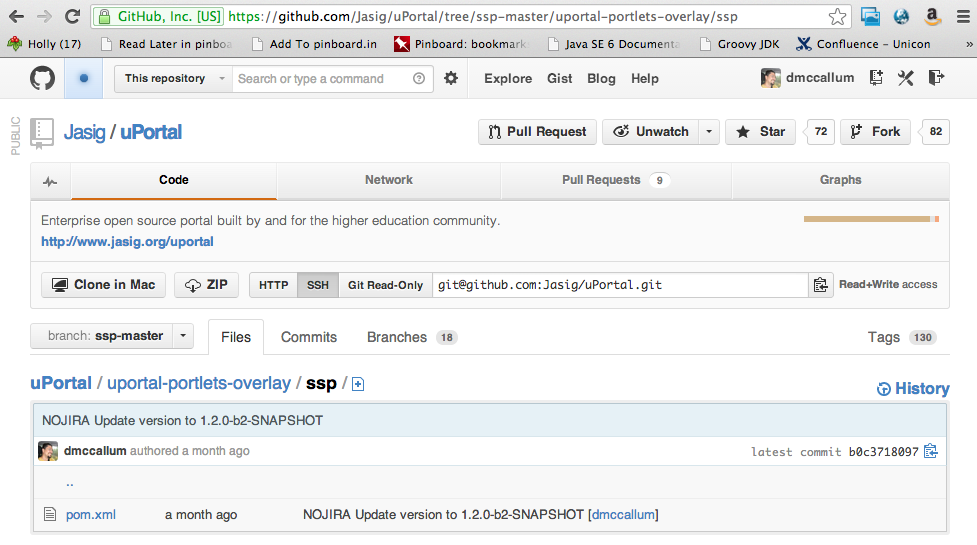 GitHub, Inc. [US] https://github.com/Jasig/uPortal/tree/ssp-master/uportal-portlets-overlay/ssp
Holly (17) Read Later in pinboa Add To pinboard.in Pinboard: bookmark Java SE 6 Documenta Groovy JDK Confluence – Unicon »
This repository Search or type a command Explore Gist Blog Help dmccallum
PUBLIC
Jasig / uPortal Pull Request Unwatch Star 72 Fork 82
Code Network Pull Requests 9 Graphs
Enterprise open source portal built by and for the higher education community.
http://www.jasig.org/uportal
Clone in Mac ZIP HTTP SSH Git Read-Only git@github.com:Jasig/uPortal.git Read+Write access
branch: ssp-master Files Commits Branches 18 Tags 130
uPortal / uportal-portlets-overlay / ssp / History
NOJIRA Update version to 1.2.0-b2-SNAPSHOT
dmccallum authored a month ago latest commit b0c3718097
..
pom.xml a month ago NOJIRA Update version to 1.2.0-b2-SNAPSHOT [dmccallum]